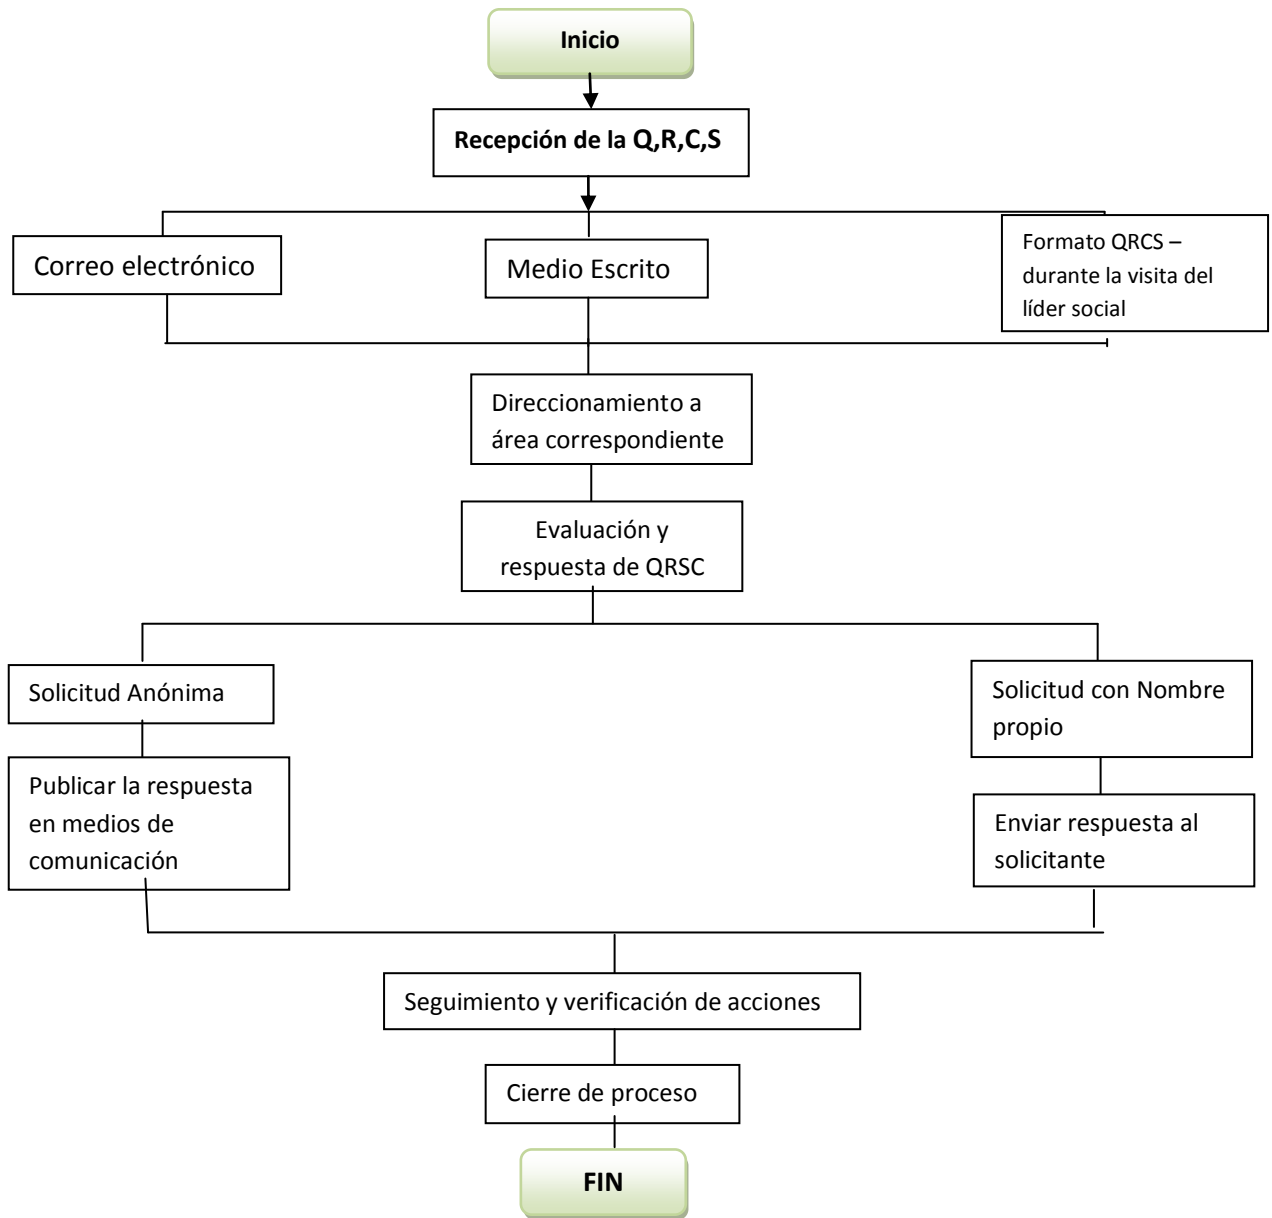 Inicio
Recepción de la Q,R,C,S
Correo electrónico
Medio Escrito
Formato QRCS –
durante la visita del
líder social
Direccionamiento a
área correspondiente
Evaluación y
respuesta de QRSC
Solicitud Anónima
Solicitud con Nombre
propio
Publicar la respuesta
en medios de
comunicación
Enviar respuesta al
solicitante
Seguimiento y verificación de acciones
Cierre de proceso
FIN